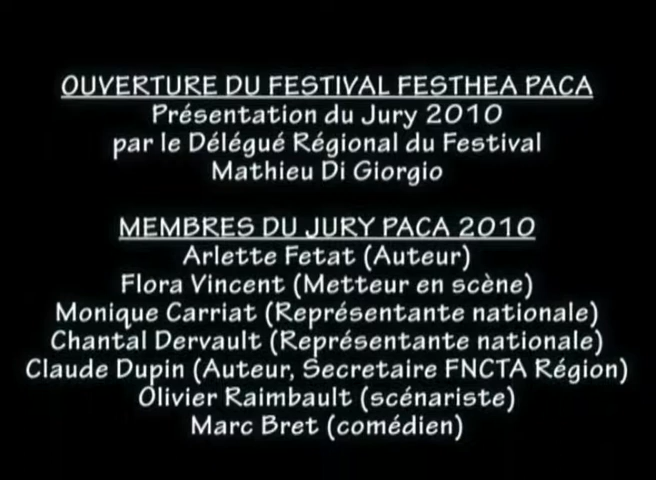 OUVERTURE DU FESTIVAL FESTHEA PACA
Présentation du Jury 2010
par le Délégué Régional du Festival
Mathieu Di Giorgio
MEMBRES DU JURY PACA 2010
Arlette Fetat (Auteur)
Flora Vincent (Metteur en scène)
Monique Carriat (Représentante nationale)
Chantal Dervault (Représentante nationale)
Claude Dupin (Auteur, Secretaire FNCTA Région)
Olivier Raimbault (scénariste)
Marc Bret (comédien)